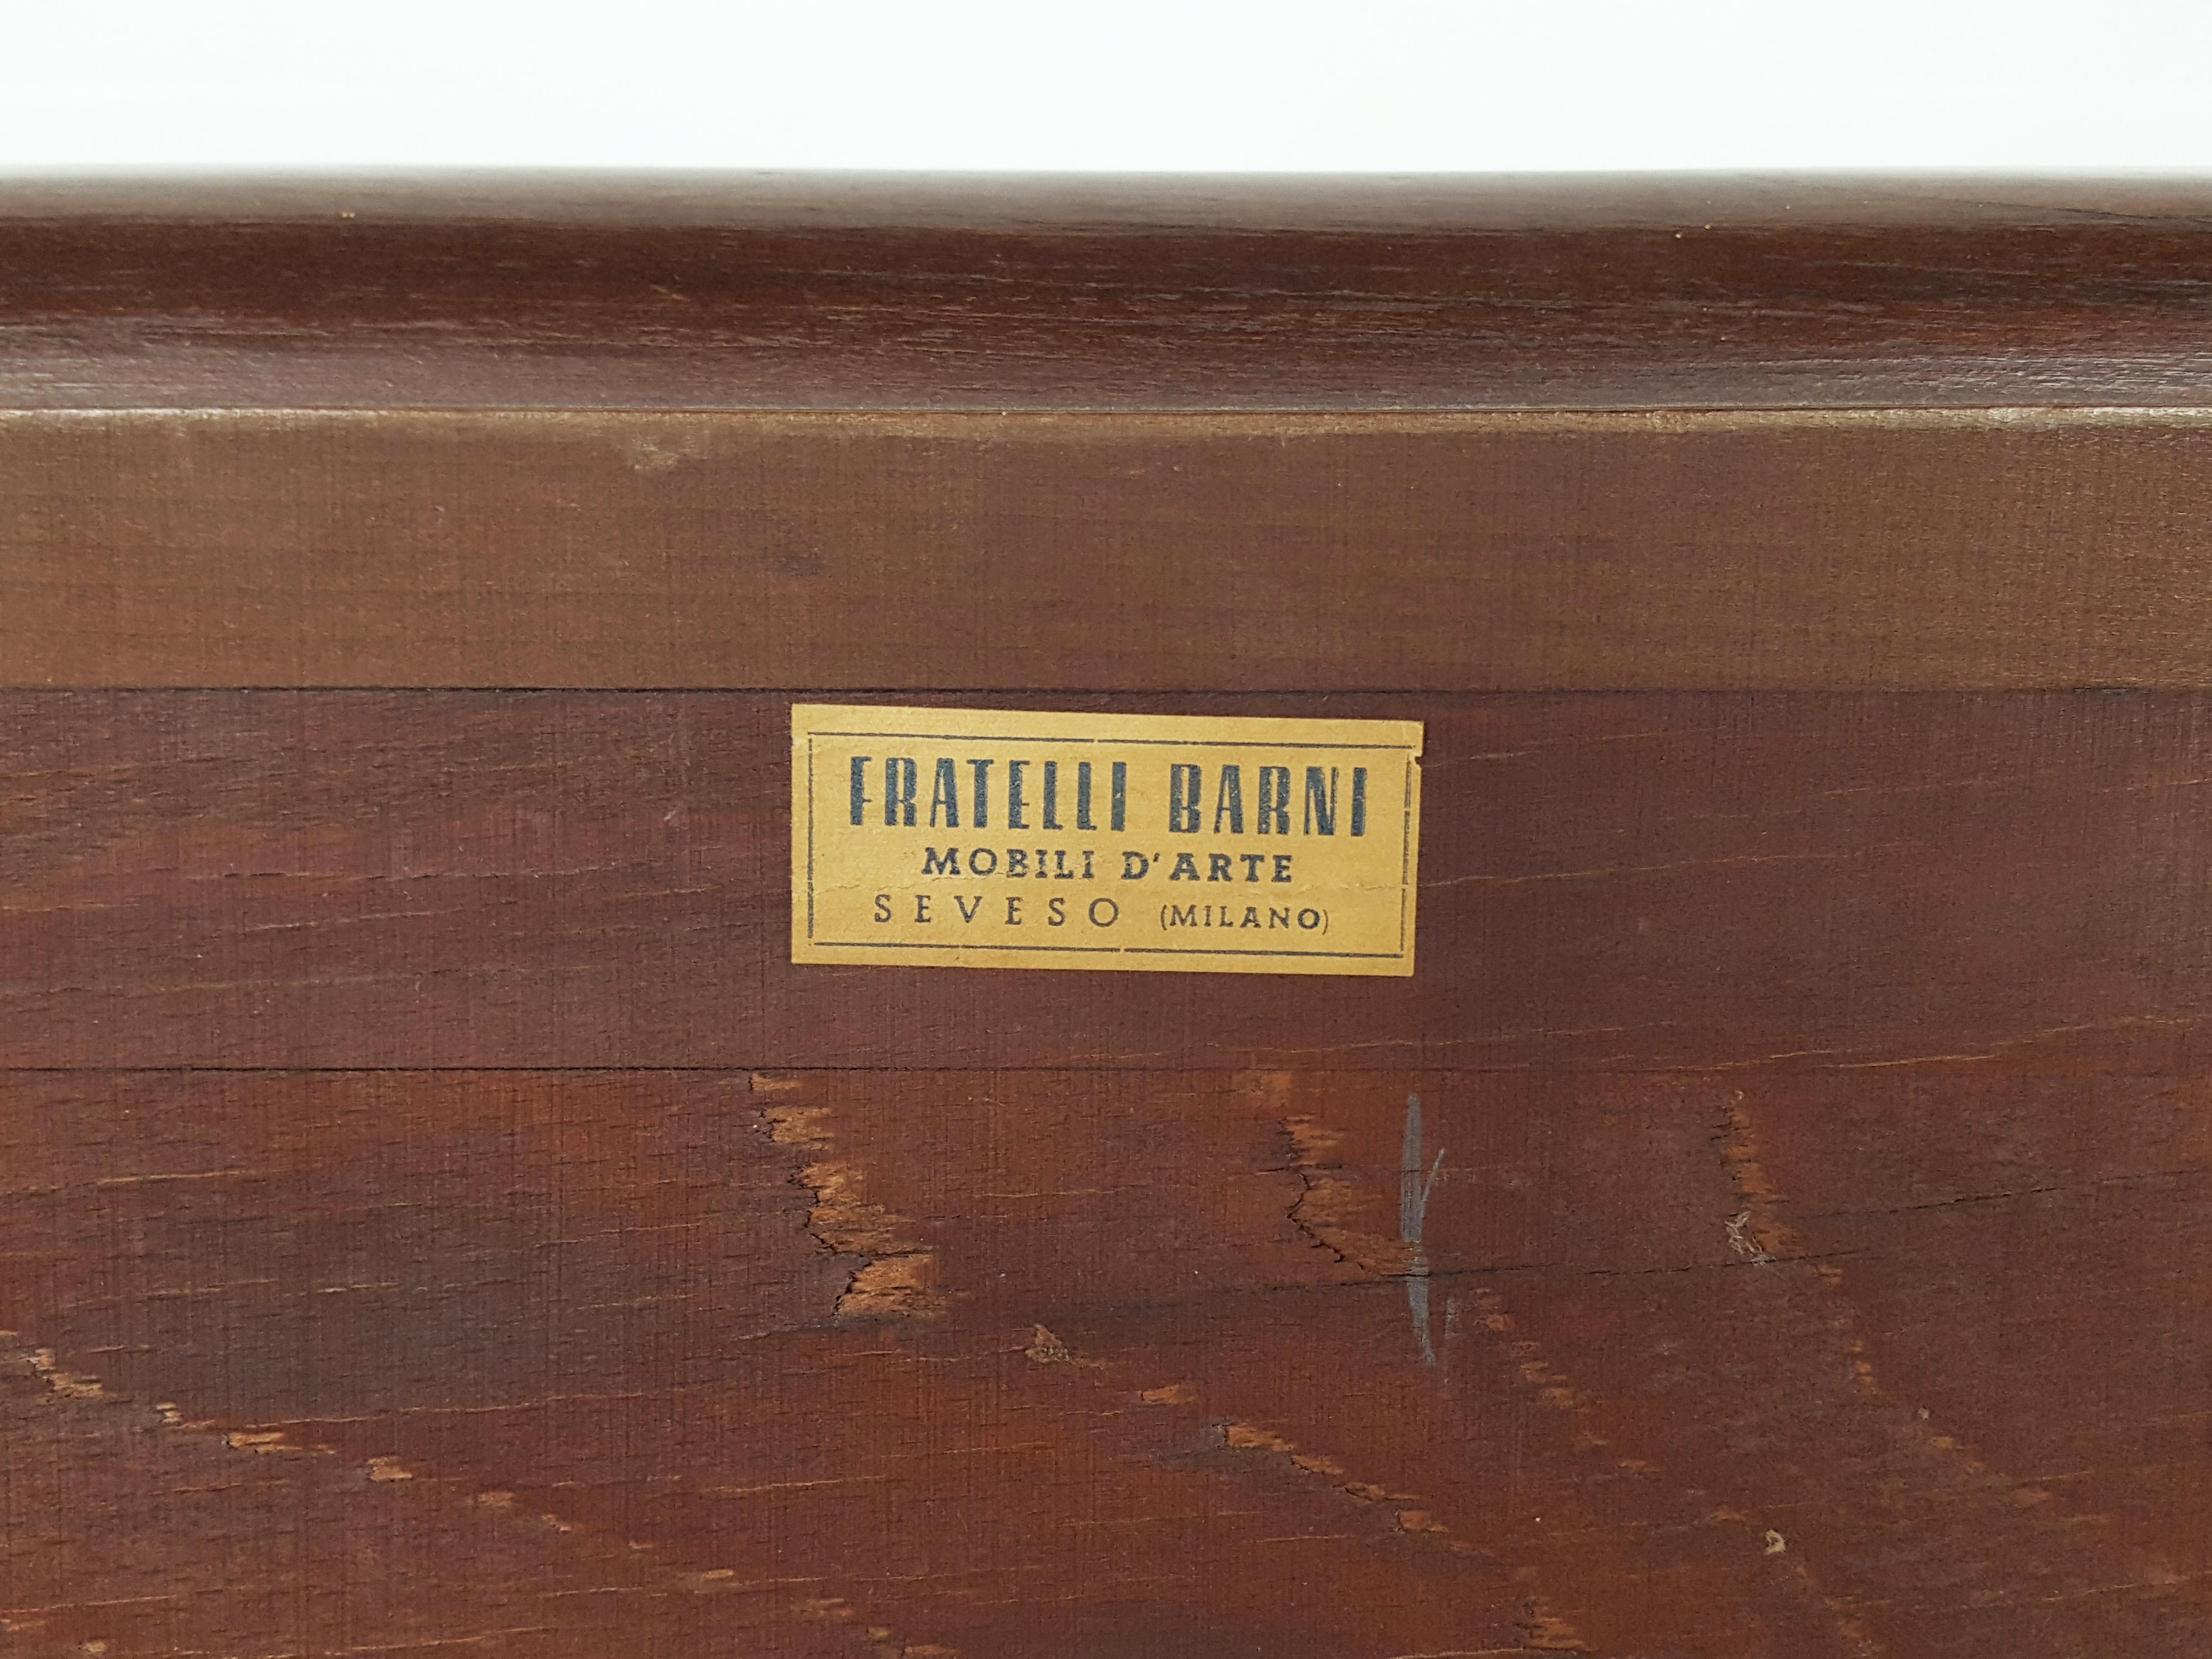 FRATELLI BARNI
MOBILI D'ARTE
SEVESO (MILANO)